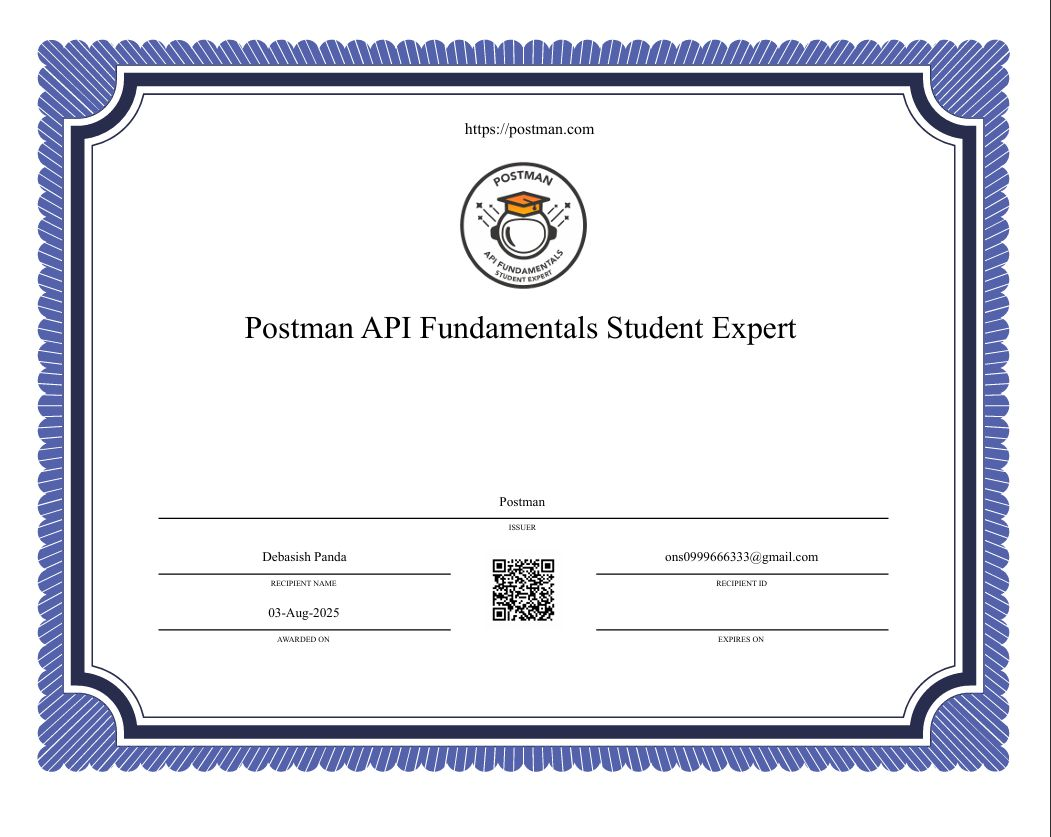 https://postman.com
POSTMAN
API FUNDAMENTALS
STUDENT EXPERT
Postman API Fundamentals Student Expert
Postman
ISSUER
Debasish Panda
RECIPIENT NAME
ons0999666333@gmail.com
RECIPIENT ID
03-Aug-2025
AWARDED ON
EXPIRES ON